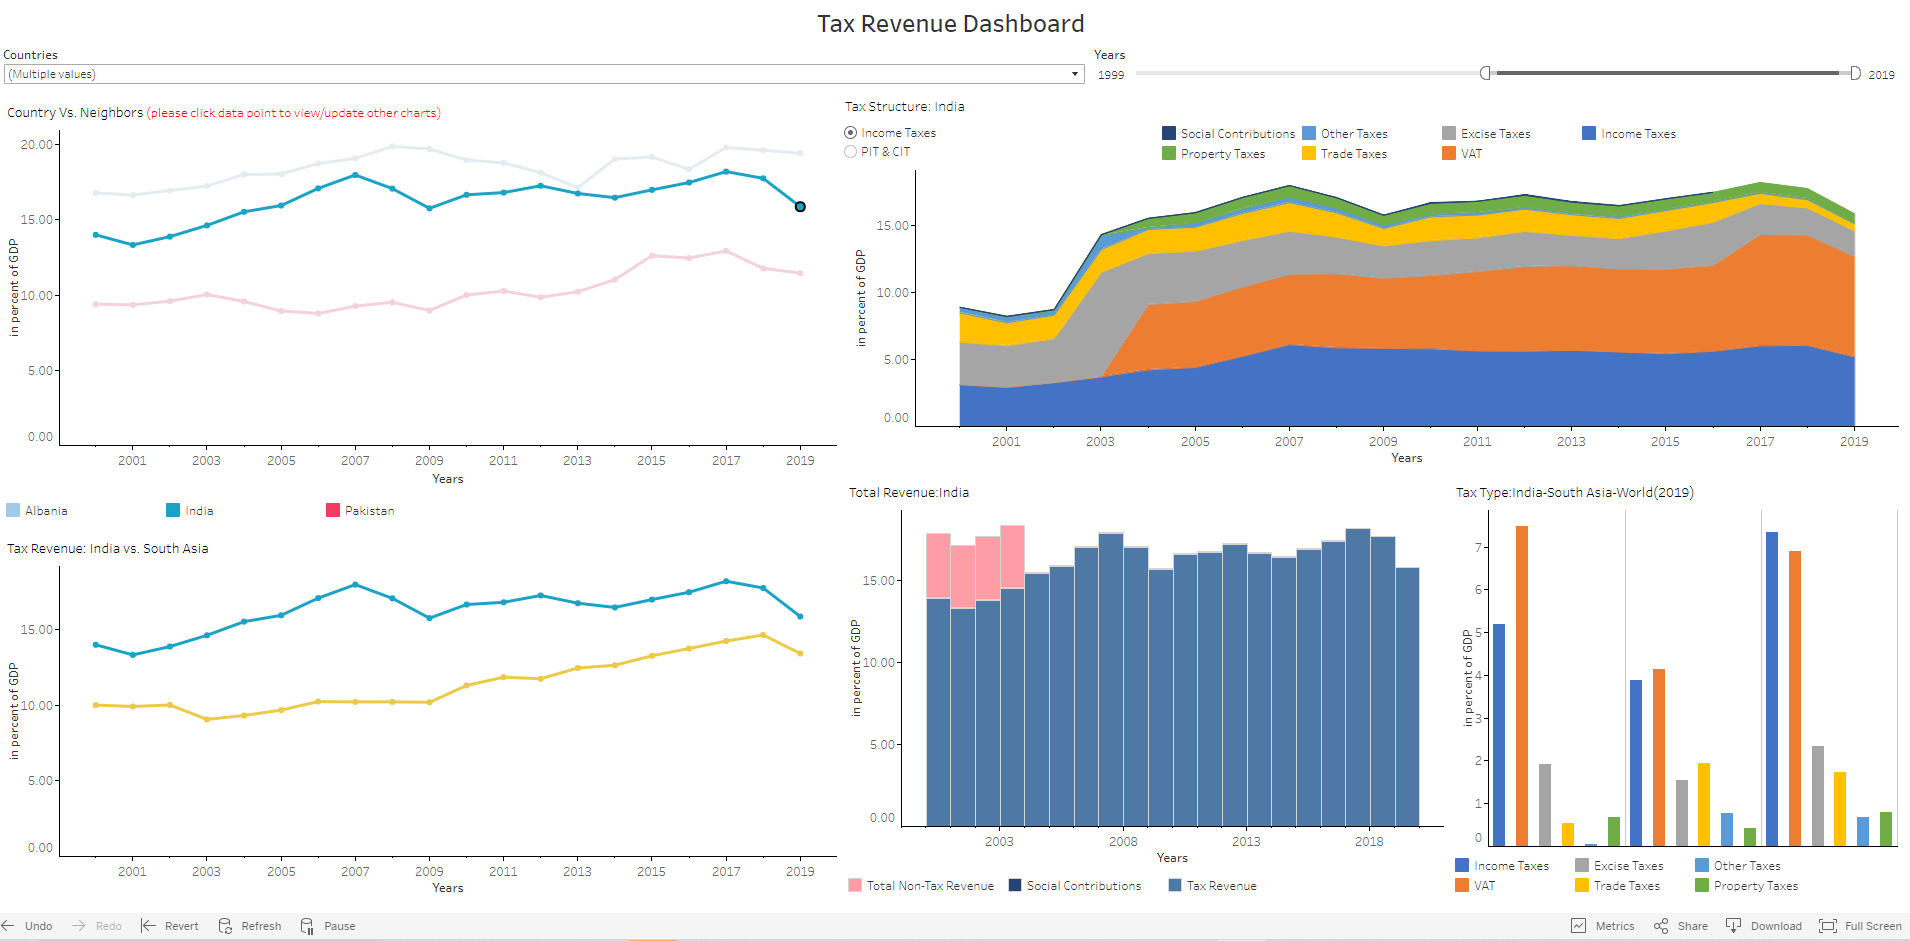 Tax Revenue Dashboard
Countries
(Multiple values)
Years
1999
2019
Country Vs. Neighbors (please click data point to view/update other charts)
20.00
15.00
10.00
5.00
0.00
in percent of GDP
2001 2003 2005 2007 2009 2011 2013 2015 2017 2019
Years
Albania India Pakistan
Tax Structure: India
Income Taxes
PIT & CIT
Social Contributions Other Taxes Excise Taxes Income Taxes
Property Taxes Trade Taxes VAT
15.00
10.00
5.00
0.00
in percent of GDP
2001 2003 2005 2007 2009 2011 2013 2015 2017 2019
Years
Tax Revenue: India vs. South Asia
15.00
10.00
5.00
0.00
in percent of GDP
2001 2003 2005 2007 2009 2011 2013 2015 2017 2019
Years
Total Revenue:India
15.00
10.00
5.00
0.00
in percent of GDP
2003 2008 2013 2018
Years
Total Non-Tax Revenue Social Contributions Tax Revenue
Tax Type:India-South Asia-World(2019)
7
6
5
4
3
2
1
0
in percent of GDP
Income Taxes Excise Taxes Other Taxes
VAT Trade Taxes Property Taxes
Undo Redo Revert Refresh Pause Metrics Share Download Full Screen